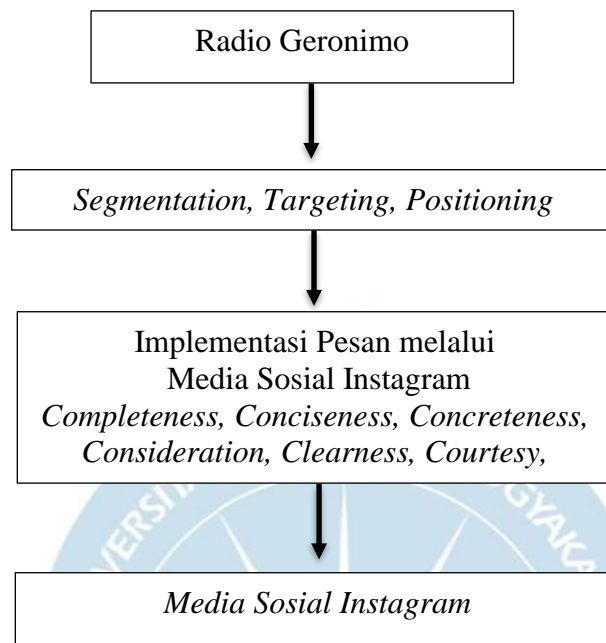 Radio Geronimo
Segmentation, Targeting, Positioning
Implementasi Pesan melalui
Media Sosial Instagram
Completeness, Conciseness, Concreteness,
Consideration, Clearness, Courtesy,
Media Sosial Instagram